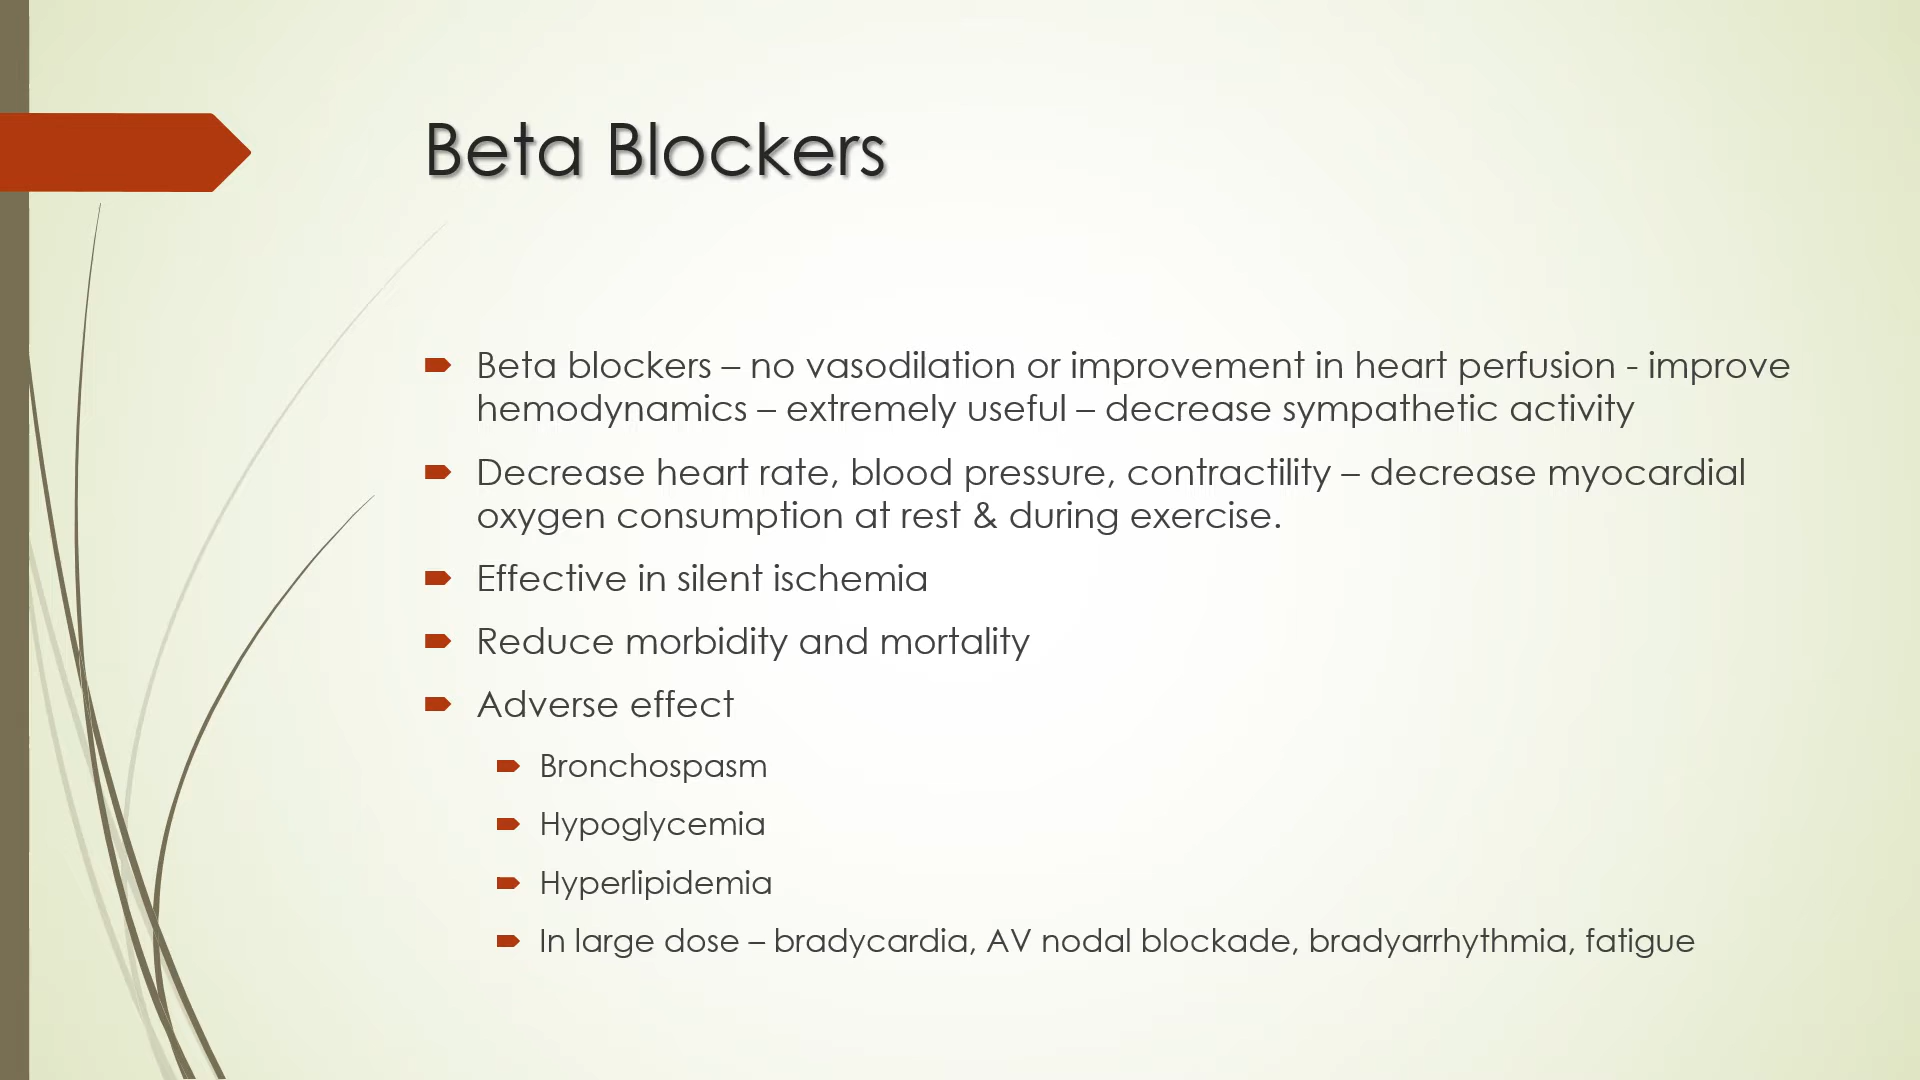 Beta Blockers
Beta blockers – no vasodilation or improvement in heart perfusion - improve
hemodynamics – extremely useful – decrease sympathetic activity
Decrease heart rate, blood pressure, contractility – decrease myocardial
oxygen consumption at rest & during exercise.
Effective in silent ischemia
Reduce morbidity and mortality
Adverse effect
Bronchospasm
Hypoglycemia
Hyperlipidemia
In large dose – bradycardia, AV nodal blockade, bradyarrhythmia, fatigue